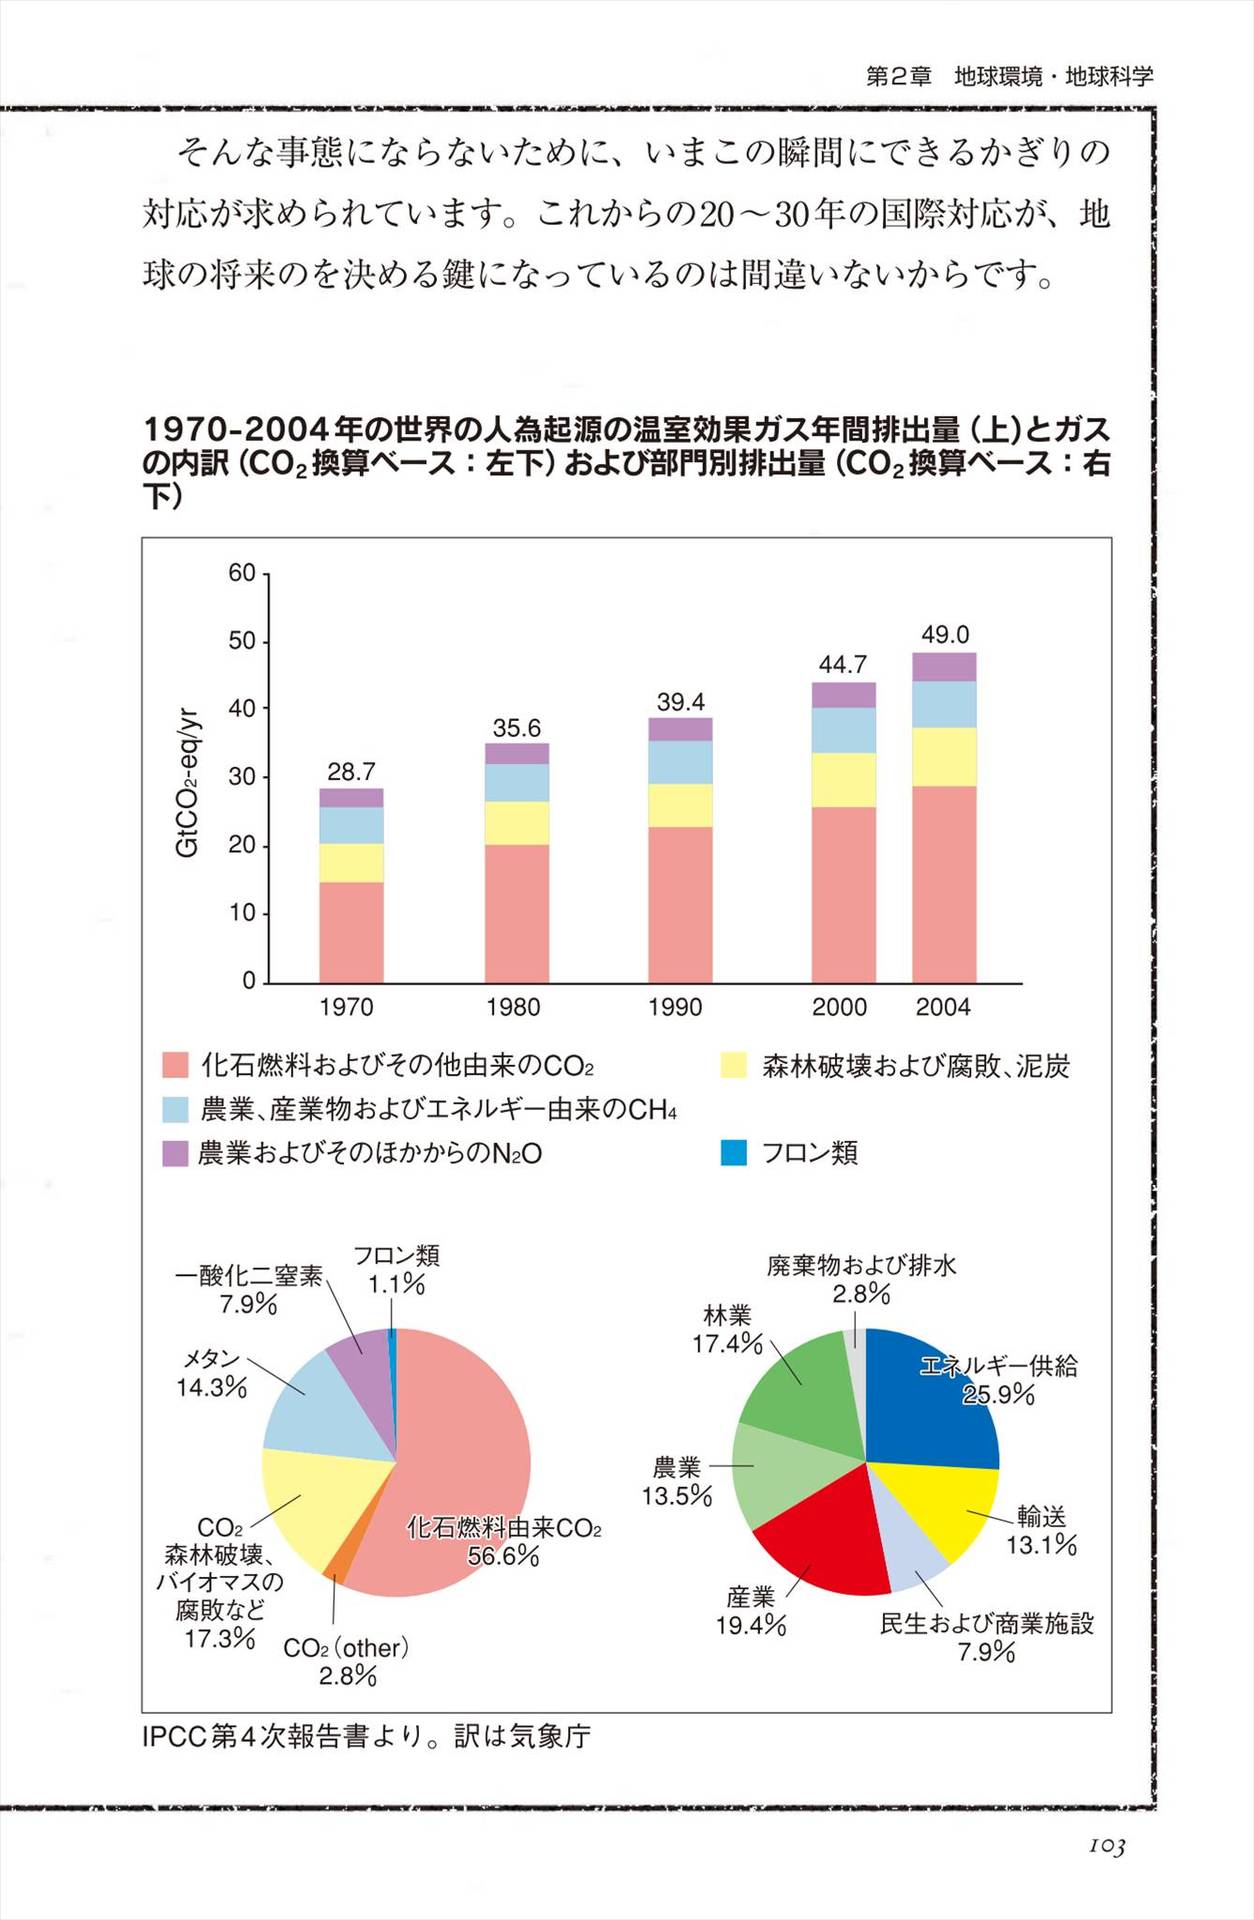 第2章　地球環境・地球科学
そんな事態にならないために、いまこの瞬間にできるかぎりの
対応が求められています。これからの20～30年の国際対応が、地
球の将来のを決める鍵になっているのは間違いないからです。
1970-2004年の世界の人為起源の温室効果ガス年間排出量（上）とガス
の内訳（CO₂換算ベース：左下）および部門別排出量（CO₂換算ベース：右
下）
60
50
40
30
20
10
0
GtCO₂-eq/yr
28.7
35.6
39.4
44.7
49.0
1970
1980
1990
2000
2004
化石燃料およびその他由来のCO₂
森林破壊および腐敗、泥炭
農業、産業物およびエネルギー由来のCH₄
農業およびそのほかからのN₂O
フロン類
フロン類
1.1%
一酸化二窒素
7.9%
メタン
14.3%
CO₂
森林破壊、
バイオマスの
腐敗など
17.3%
CO₂（other）
2.8%
化石燃料由来CO₂
56.6%
廃棄物および排水
2.8%
林業
17.4%
エネルギー供給
25.9%
農業
13.5%
輸送
13.1%
産業
19.4%
民生および商業施設
7.9%
IPCC第4次報告書より。訳は気象庁
103